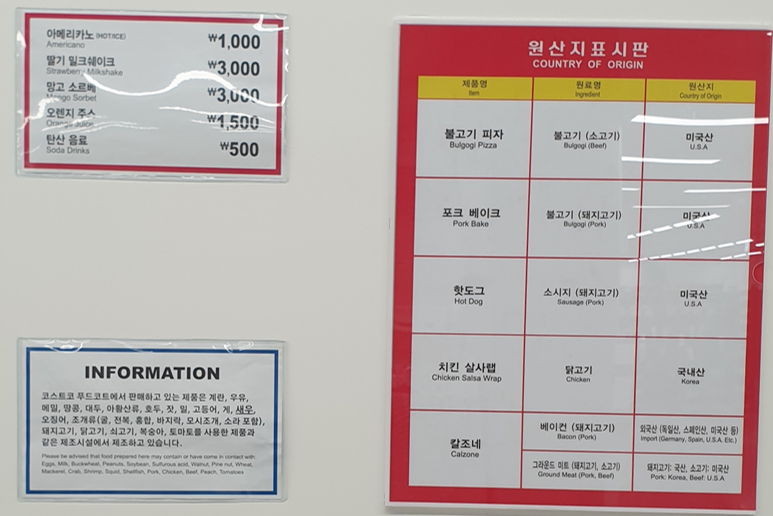 아메리카노 (HOT/ICE) ₩1,000
Americano
딸기 밀크쉐이크 ₩3,000
Strawberry Milkshake
망고 소르베 ₩3,000
Mango Sorbet
오렌지 주스 ₩1,500
Orange Juice
탄산 음료 ₩500
Soda Drinks
INFORMATION
코스트코 푸드코트에서 판매하고 있는 제품은 계란, 우유,
메밀, 땅콩, 대두, 아황산류, 호두, 잣, 밀, 고등어, 게, 새우,
오징어, 조개류(굴, 전복, 홍합, 바지락, 모시조개, 소라 포함),
돼지고기, 닭고기, 쇠고기, 복숭아, 토마토를 사용한 제품과
같은 제조시설에서 제조하고 있습니다.
Please be advised that food prepared here may contain or have come in contact with
Eggs, Milk, Buckwheat, Peanuts, Soybean, Sulfurous acid, Walnut, Pine nut, Wheat,
Mackerel, Crab, Shrimp, Squid, Shellfish, Pork, Chicken, Beef, Peach, Tomatoes
원산지표시판
COUNTRY OF ORIGIN
제품명 원료명 원산지
Item Ingredient Country of Origin
불고기 피자 불고기 (소고기) 미국산
Bulgogi Pizza Bulgogi (Beef) U.S.A
포크 베이크 불고기 (돼지고기) 미국산
Pork Bake Bulgogi (Pork) U.S.A
핫도그 소시지 (돼지고기) 미국산
Hot Dog Sausage (Pork) U.S.A
치킨 살사랩 닭고기 국내산
Chicken Salsa Wrap Chicken Korea
칼조네
Calzone
베이컨 (돼지고기) 외국산 (독일산, 스페인산, 미국산 등)
Bacon (Pork) Import (Germany, Spain, U.S.A, Etc.)
그라운드 미트 (돼지고기, 소고기) 돼지고기: 국산, 소고기: 미국산
Ground Meat (Pork, Beef) Pork: Korea, Beef: U.S.A